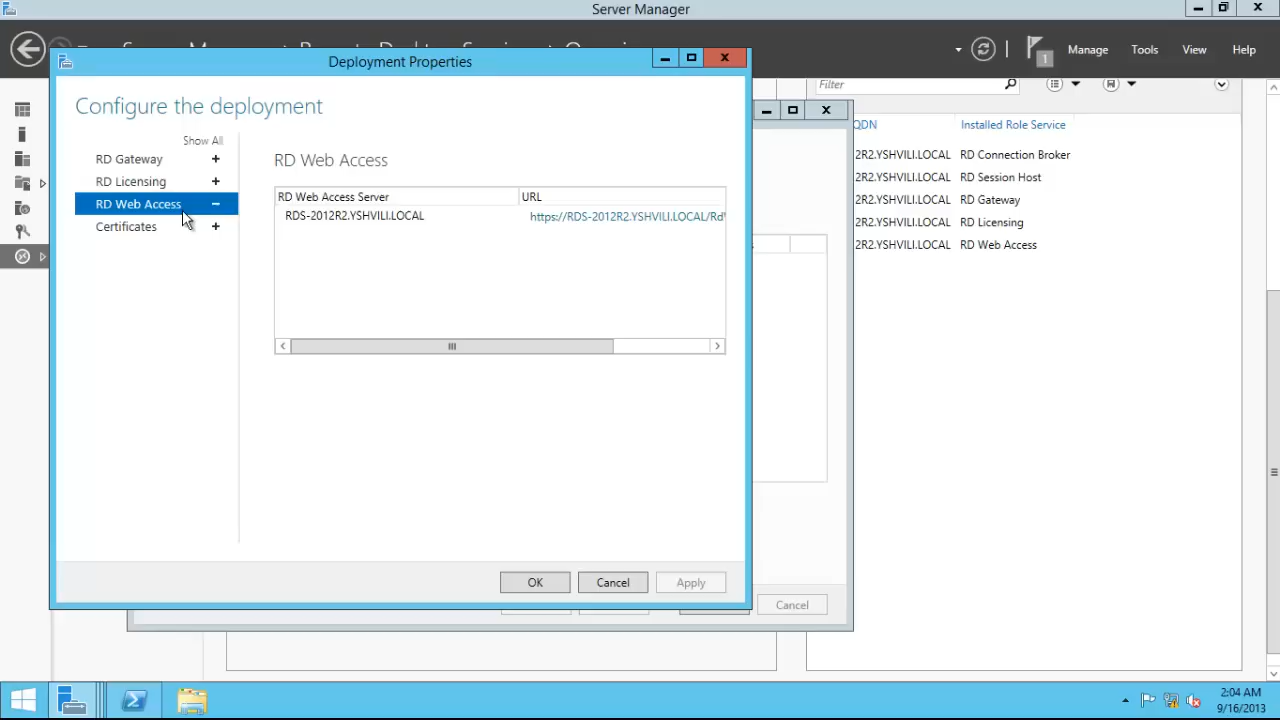 Server Manager
1
Manage
Tools
View
Help
Deployment Properties
Configure the deployment
Show All
RD Gateway +
RD Licensing +
RD Web Access −
Certificates +
RD Web Access
RD Web Access Server
URL
RDS-2012R2.YSHVILI.LOCAL
https://RDS-2012R2.YSHVILI.LOCAL/Rd
OK
Cancel
Apply
Cancel
Filter
QDN
Installed Role Service
2R2.YSHVILI.LOCAL RD Connection Broker
2R2.YSHVILI.LOCAL RD Session Host
2R2.YSHVILI.LOCAL RD Gateway
2R2.YSHVILI.LOCAL RD Licensing
2R2.YSHVILI.LOCAL RD Web Access
2:04 AM
9/16/2013